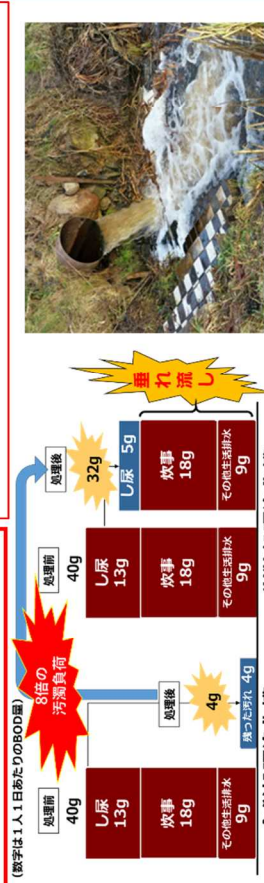 (数字は１人１日あたりのBOD量)
8倍の
汚濁負荷
処理前
40g
し尿
13g
炊事
18g
その他生活排水
9g
処理後
4g
残った汚れ 4g
処理前
40g
し尿
13g
炊事
18g
その他生活排水
9g
処理後
32g
し尿 5g
炊事
18g
その他生活排水
9g
垂れ流し